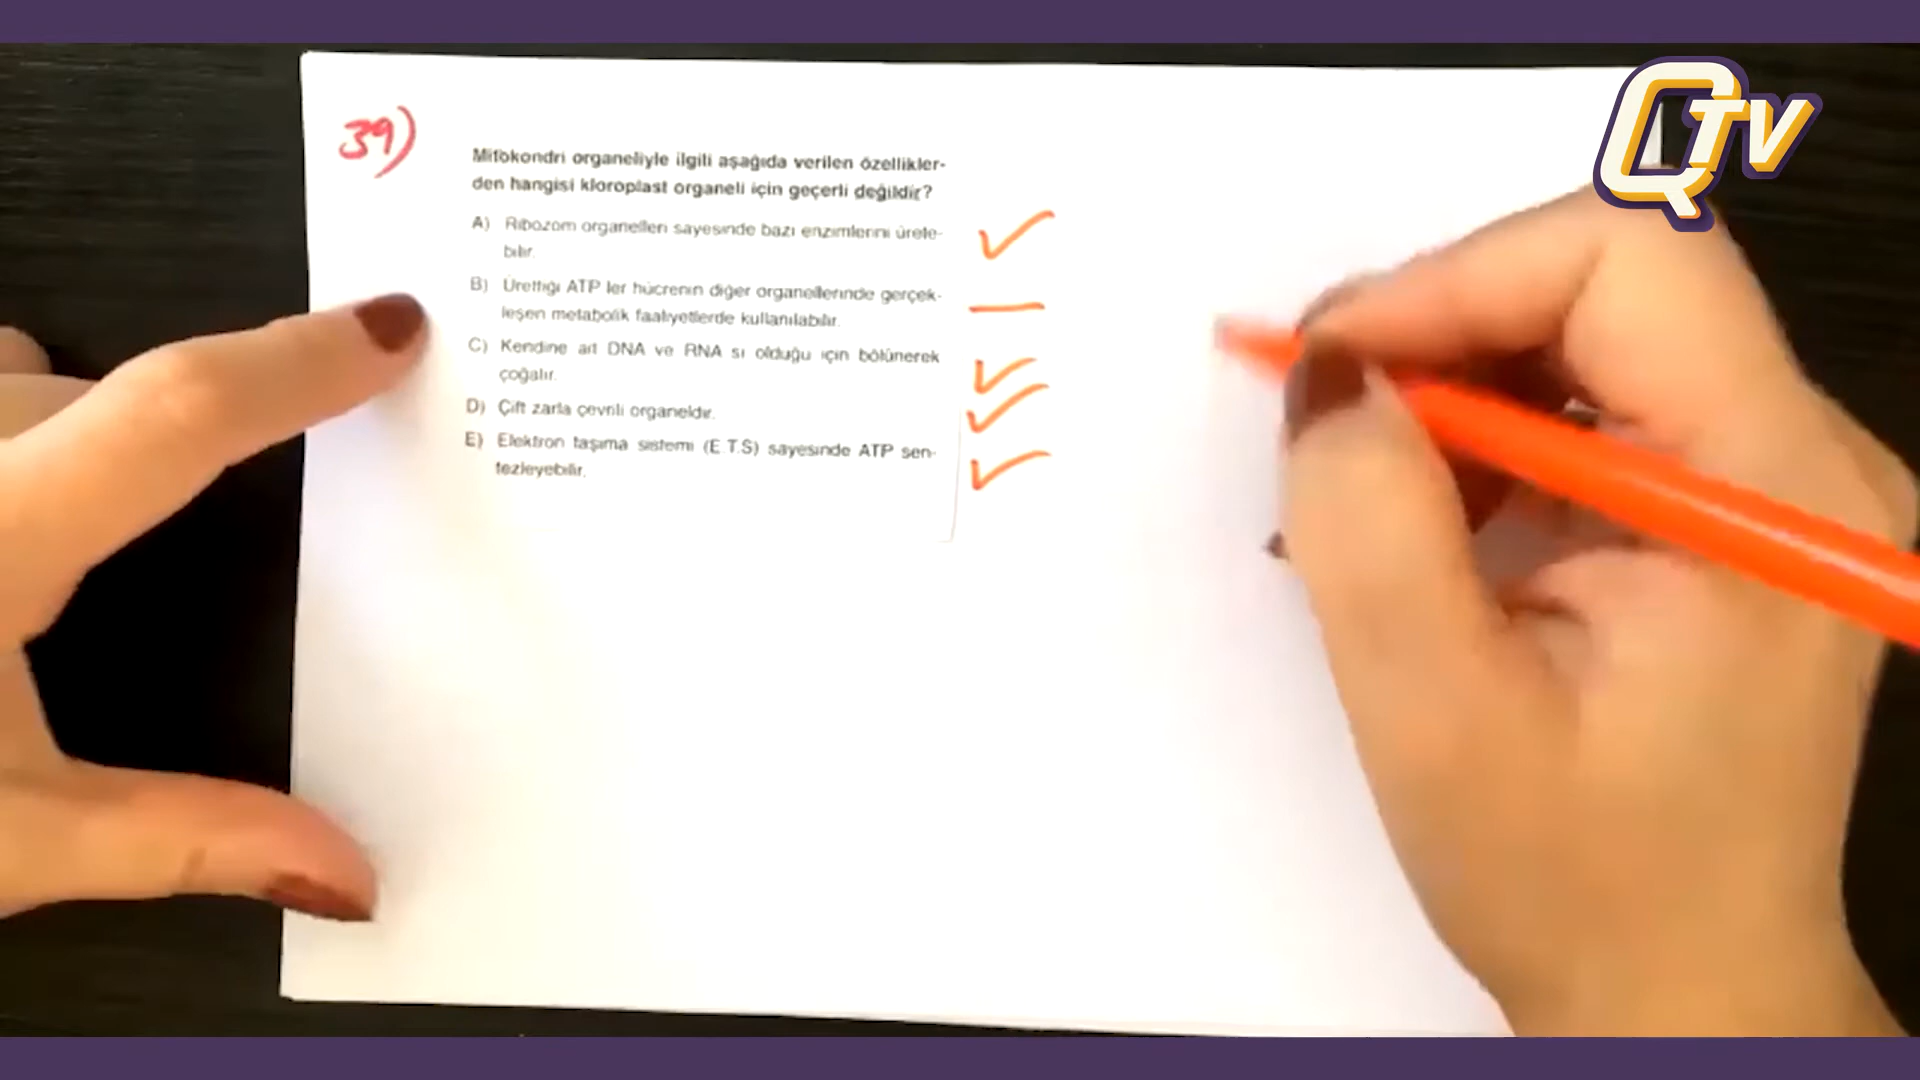 QTV
39)
Mitokondri organeliyle ilgili aşağıda verilen özellikler-
den hangisi kloroplast organeli için geçerli değildir?
A) Ribozom organelleri sayesinde bazı enzimlerini ürete-
bilir.
B) Ürettiği ATP ler hücrenin diğer organellerinde gerçek-
leşen metabolik faaliyetlerde kullanılabilir.
C) Kendine ait DNA ve RNA sı olduğu için bölünerek
çoğalır.
D) Çift zarla çevrili organeldir.
E) Elektron taşıma sistemi (E.T.S) sayesinde ATP sen-
tezleyebilir.